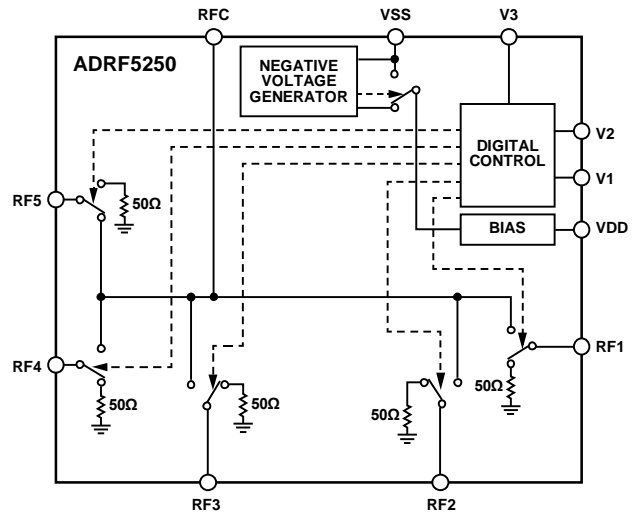 RFC
VSS
V3
ADRF5250
NEGATIVE
VOLTAGE
GENERATOR
DIGITAL
CONTROL
V2
V1
RF5
50Ω
BIAS
VDD
RF4
RF1
50Ω
50Ω
50Ω
50Ω
RF3
RF2